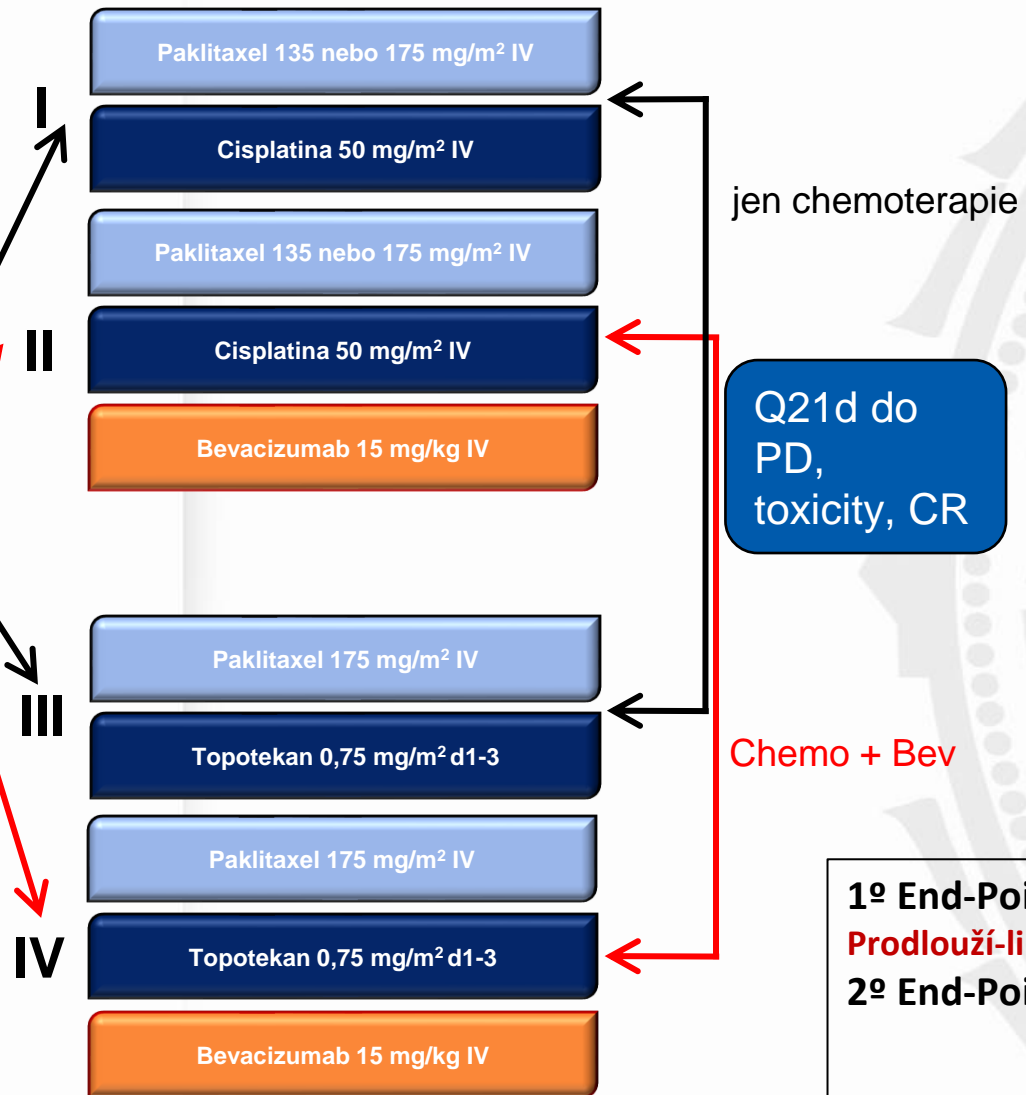 I
Paklitaxel 135 nebo 175 mg/m² IV
Cisplatina 50 mg/m² IV
jen chemoterapie
II
Paklitaxel 135 nebo 175 mg/m² IV
Cisplatina 50 mg/m² IV
Bevacizumab 15 mg/kg IV
Q21d do
PD,
toxicity, CR
III
Paklitaxel 175 mg/m² IV
Topotekan 0,75 mg/m² d1-3
Chemo + Bev
IV
Paklitaxel 175 mg/m² IV
Topotekan 0,75 mg/m² d1-3
Bevacizumab 15 mg/kg IV
1º End-Poi
Prodlouží-li
2º End-Poi